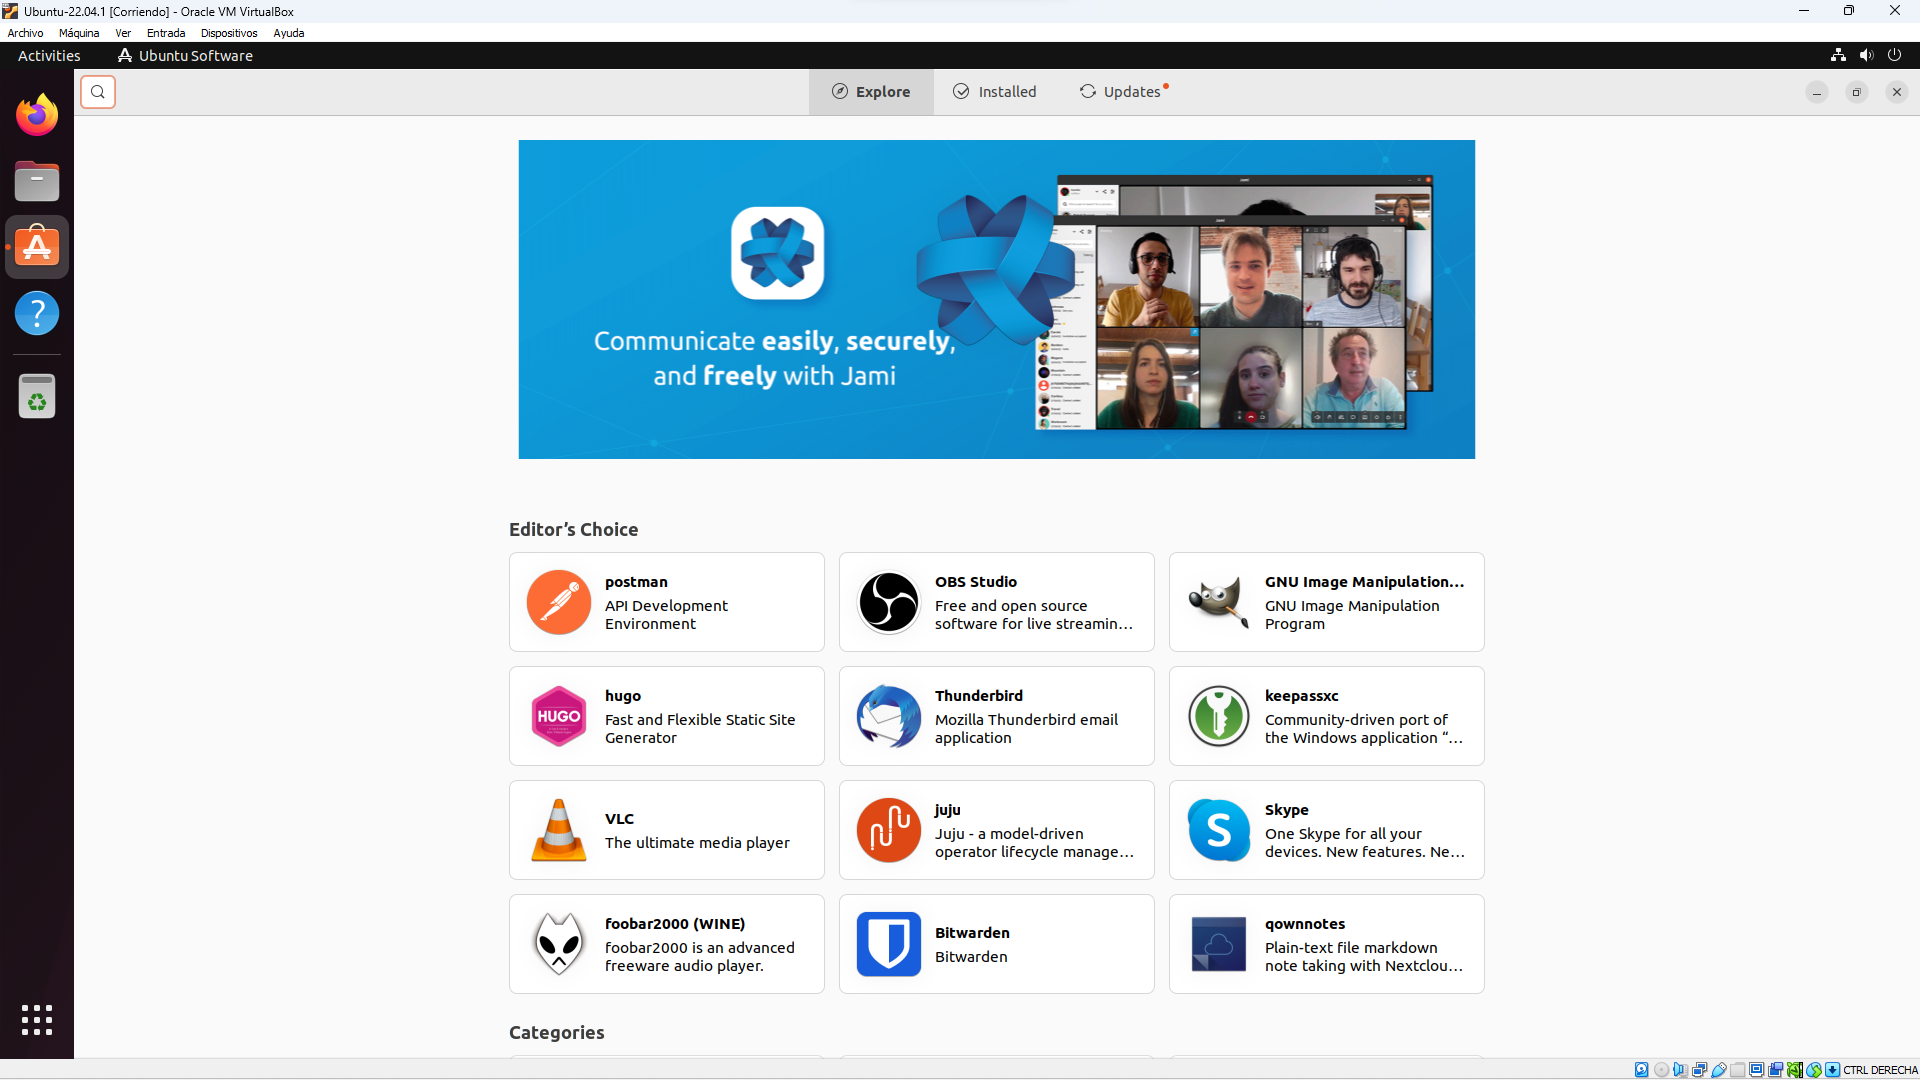 Ubuntu-22.04.1 [Corriendo] - Oracle VM VirtualBox
Archivo Máquina Ver Entrada Dispositivos Ayuda
Activities Ubuntu Software
Explore Installed Updates
Communicate easily, securely,
and freely with Jami
Editor’s Choice
postman
API Development
Environment
OBS Studio
Free and open source
software for live streamin…
GNU Image Manipulation…
GNU Image Manipulation
Program
HUGO
hugo
Fast and Flexible Static Site
Generator
Thunderbird
Mozilla Thunderbird email
application
keepassxc
Community-driven port of
the Windows application “…
VLC
The ultimate media player
juju
Juju - a model-driven
operator lifecycle manage…
Skype
One Skype for all your
devices. New features. Ne…
foobar2000 (WINE)
foobar2000 is an advanced
freeware audio player.
Bitwarden
Bitwarden
qownnotes
Plain-text file markdown
note taking with Nextclou…
Categories
CTRL DERECHA